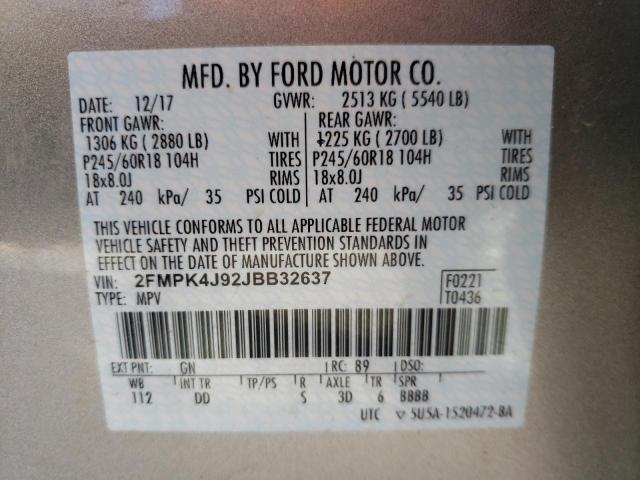 MFD. BY FORD MOTOR CO.
DATE: 12/17 GVWR: 2513 KG ( 5540 LB)
FRONT GAWR: REAR GAWR:
1306 KG ( 2880 LB) WITH 1225 KG ( 2700 LB) WITH
P245/60R18 104H TIRES P245/60R18 104H TIRES
18x8.0J RIMS 18x8.0J RIMS
AT 240 kPa/ 35 PSI COLD AT 240 kPa/ 35 PSI COLD
THIS VEHICLE CONFORMS TO ALL APPLICABLE FEDERAL MOTOR
VEHICLE SAFETY AND THEFT PREVENTION STANDARDS IN
EFFECT ON THE DATE OF MANUFACTURE SHOWN ABOVE.
VIN: 2FMPK4J92JBB32637 F0221
TYPE: MPV T0436
EXT PNT: GN RC: 89 DSO:
WB INT TR TP/PS R AXLE TR SPR
112 DD S 3D 6 8888
UTC ▽ 5U5A-1520472-BA